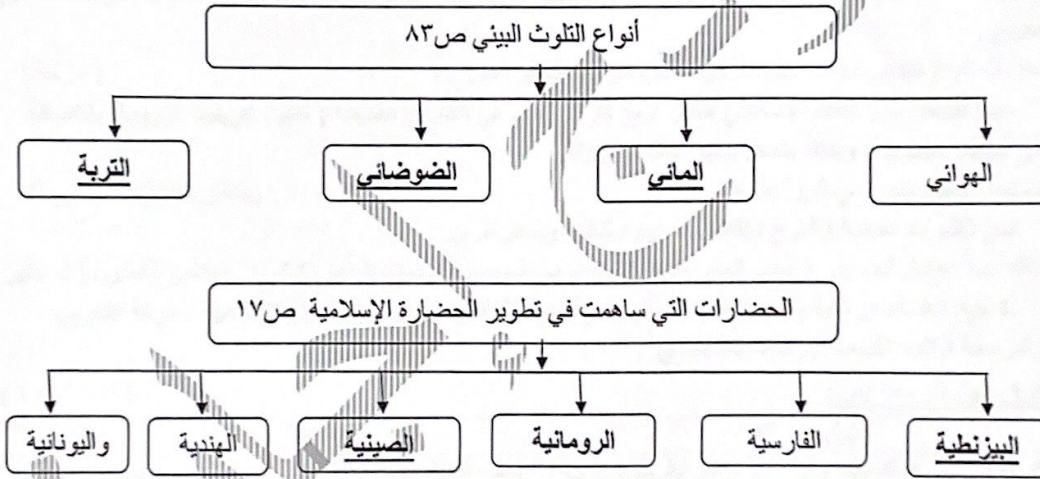 أنواع التلوث البيئي ص٨٣
الهوائي المائي الضوضائي التربة
الحضارات التي ساهمت في تطوير الحضارة الإسلامية ص١٧
البيزنطية الفارسية الرومانية الصينية الهندية واليونانية